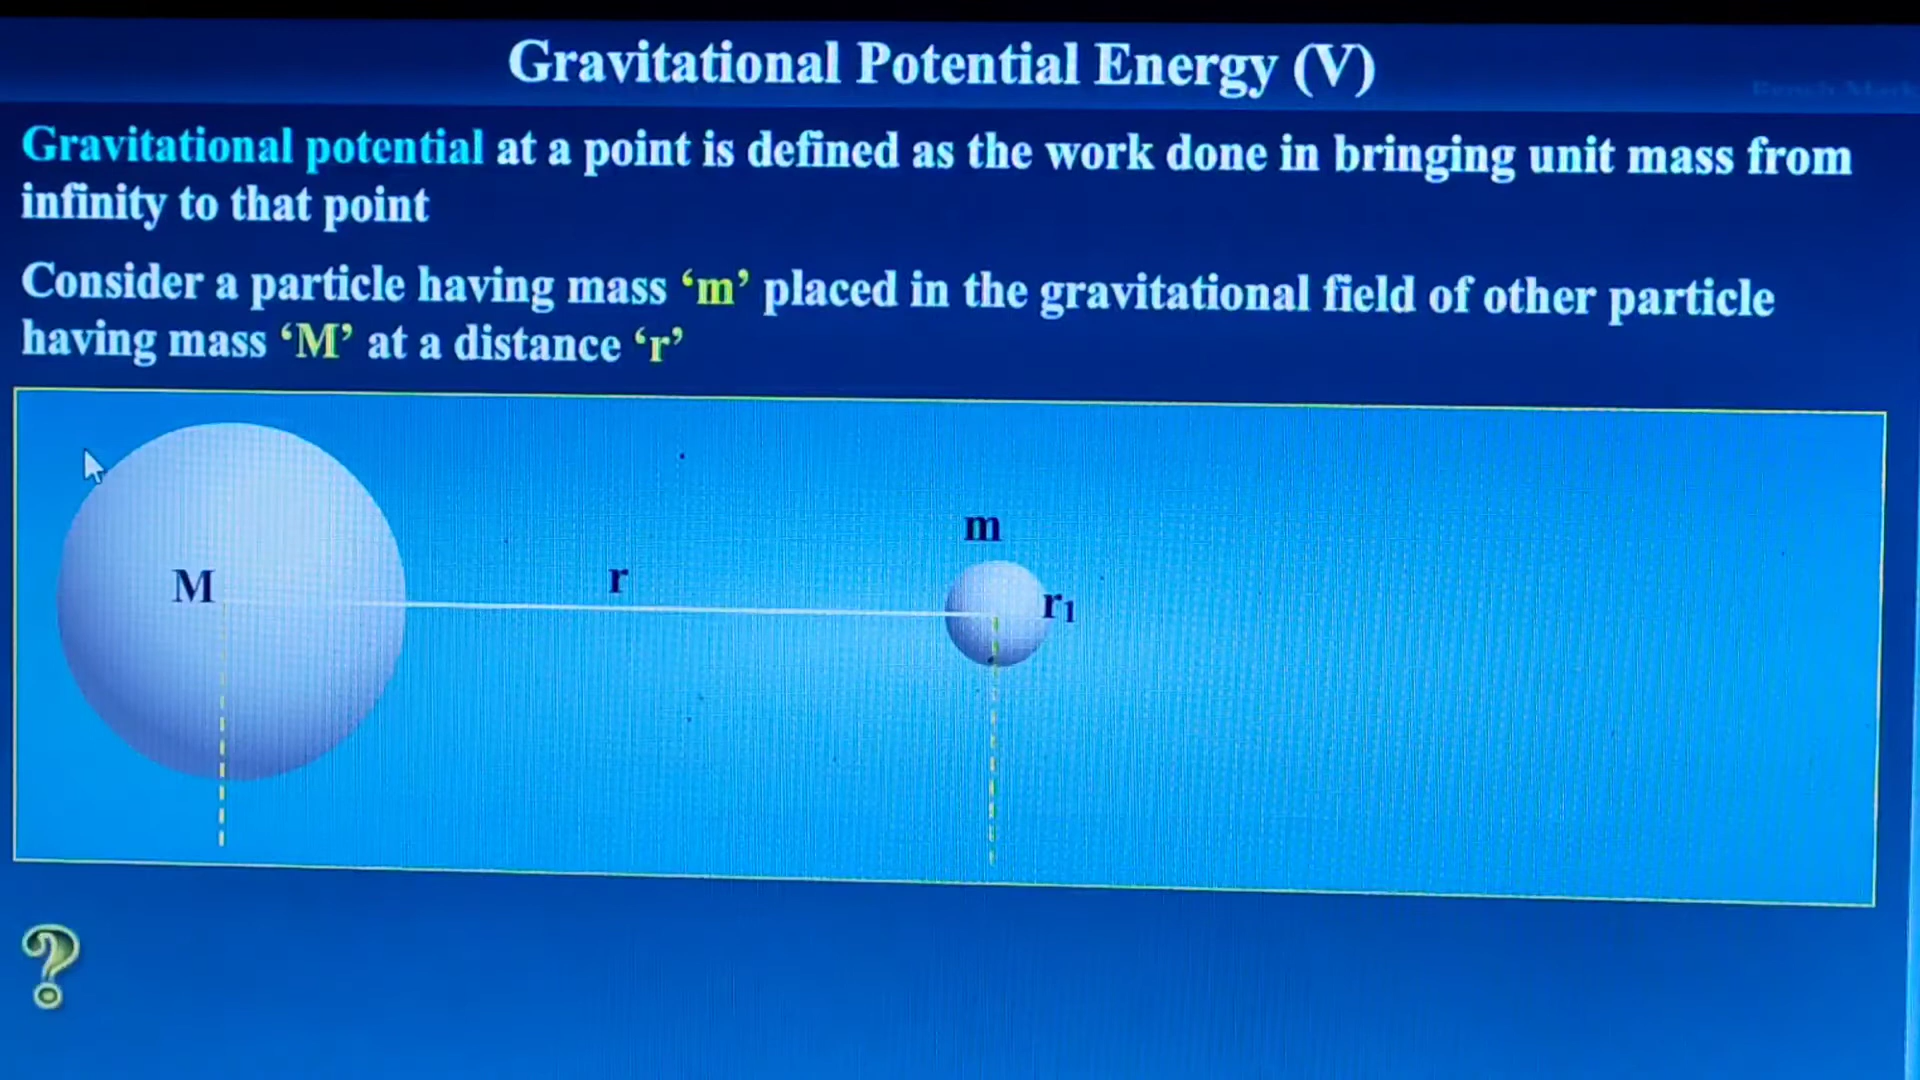 Gravitational Potential Energy (V)
Gravitational potential at a point is defined as the work done in bringing unit mass from
infinity to that point
Consider a particle having mass ‘m’ placed in the gravitational field of other particle
having mass ‘M’ at a distance ‘r’
m
M
r
r₁
?